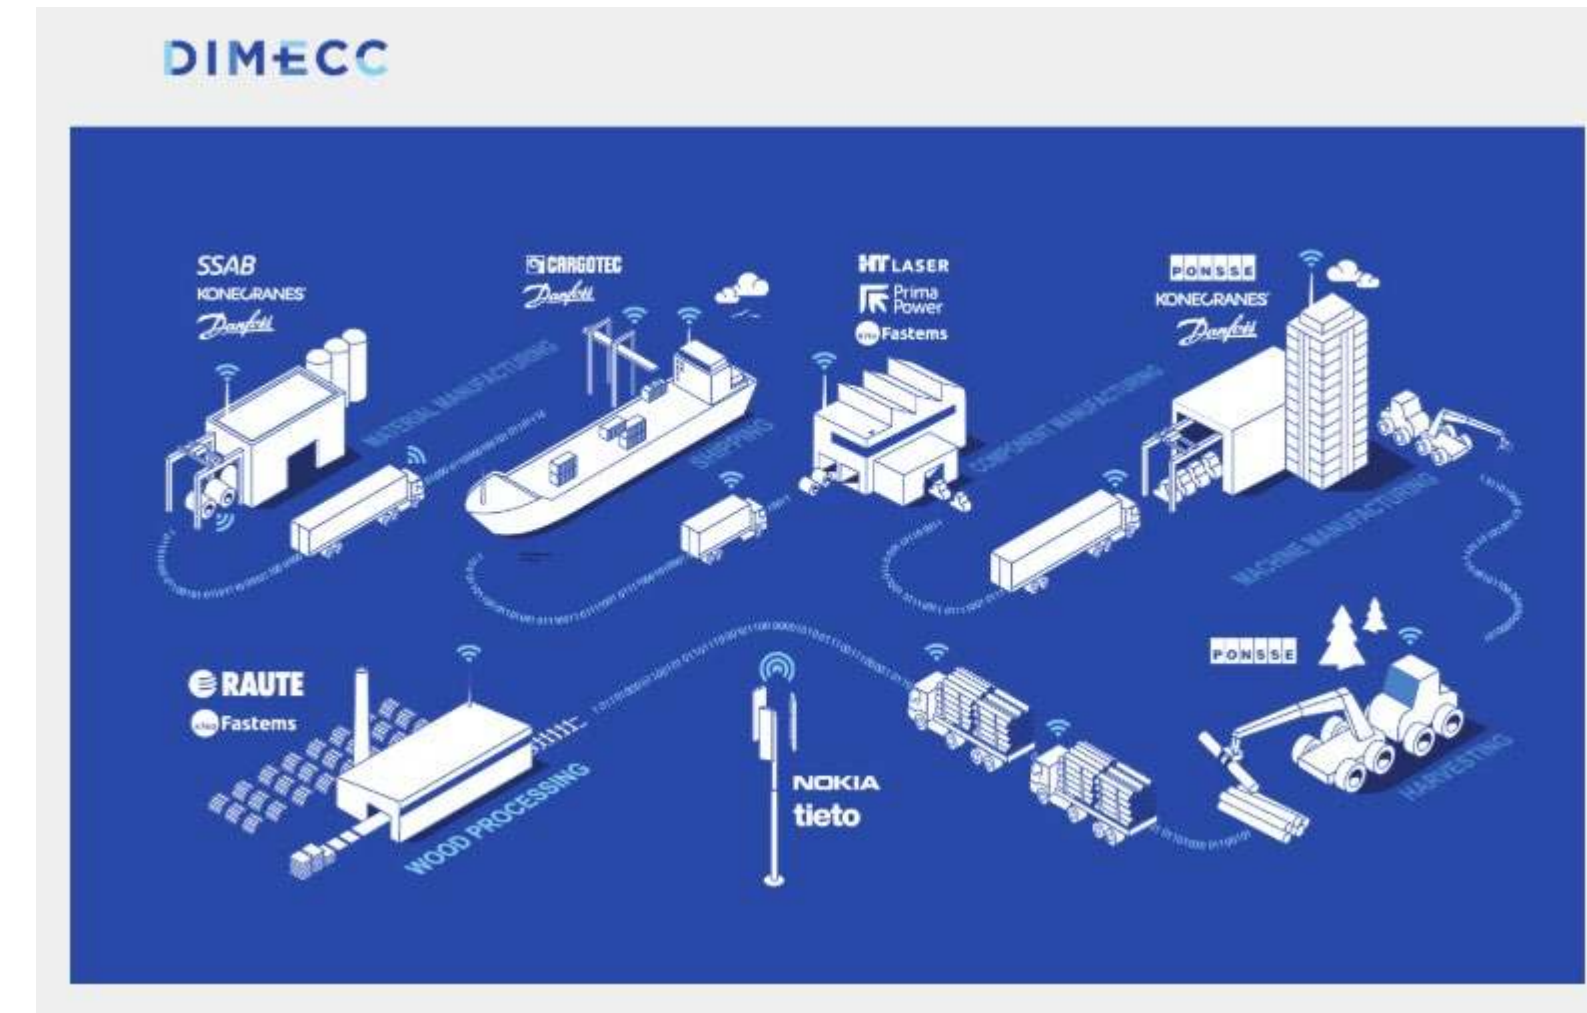 DIMECC
SSAB
KONECRANES
Danfoss
MATERIAL MANUFACTURING
CARGOTEC
Danfoss
SHIPPING
HT LASER
Prima
Power
Fastems
COMPONENT MANUFACTURING
PONSSE
KONECRANES
Danfoss
MACHINE MANUFACTURING
RAUTE
Fastems
WOOD PROCESSING
NOKIA
tieto
PONSSE
HARVESTING